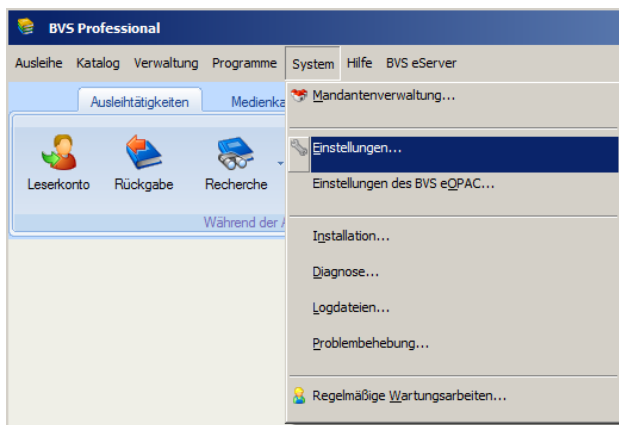 BVS Professional
Ausleihe Katalog Verwaltung Programme System Hilfe BVS eServer
Ausleihtätigkeiten Medienka
Leserkonto Rückgabe Recherche
Während der A
Mandantenverwaltung...
Einstellungen...
Einstellungen des BVS eOPAC...
Installation...
Diagnose...
Logdateien...
Problembehebung...
Regelmäßige Wartungsarbeiten...